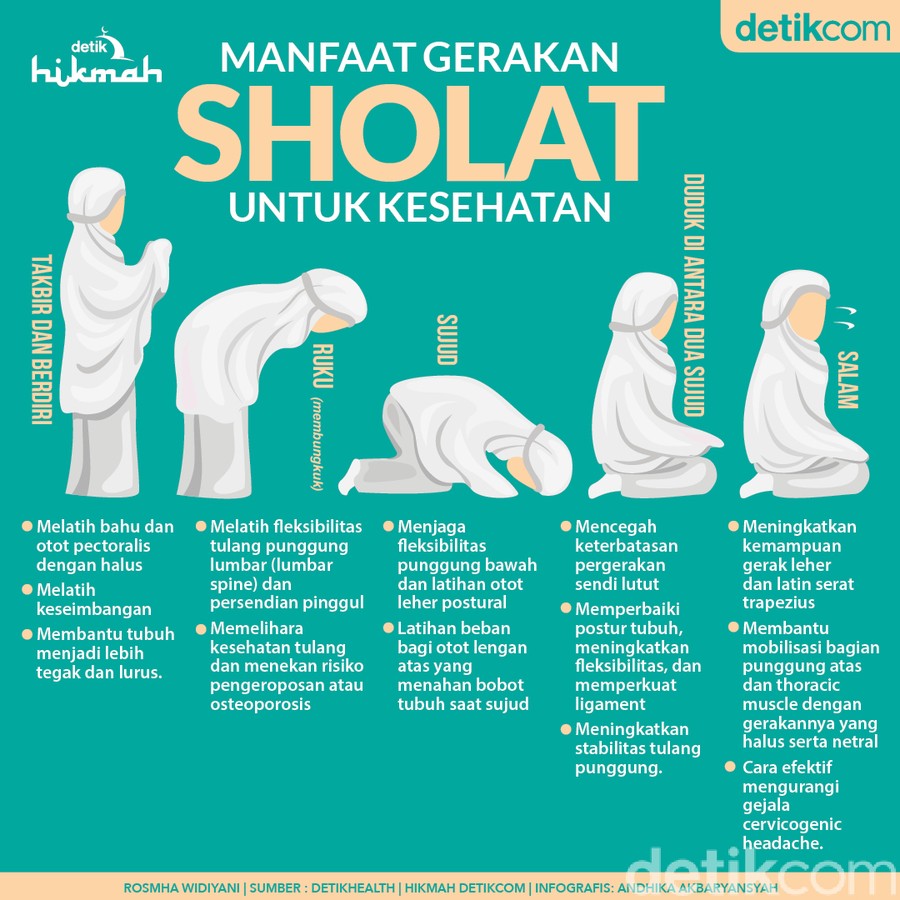 detikcom
detik
hikmah
MANFAAT GERAKAN
SHOLAT
UNTUK KESEHATAN
TAKBIR DAN BERDIRI
RUKU (membungkuk)
SUJUD
DUDUK DI ANTARA DUA SUJUD
SALAM
Melatih bahu dan
otot pectoralis
dengan halus
Melatih
keseimbangan
Membantu tubuh
menjadi lebih
tegak dan lurus.
Melatih fleksibilitas
tulang punggung
lumbar (lumbar
spine) dan
persendian pinggul
Memelihara
kesehatan tulang
dan menekan risiko
pengeroposan atau
osteoporosis
Menjaga
fleksibilitas
punggung bawah
dan latihan otot
leher postural
Latihan beban
bagi otot lengan
atas yang
menahan bobot
tubuh saat sujud
Mencegah
keterbatasan
pergerakan
sendi lutut
Memperbaiki
postur tubuh,
meningkatkan
fleksibilitas, dan
memperkuat
ligament
Meningkatkan
stabilitas tulang
punggung.
Meningkatkan
kemampuan
gerak leher
dan latin serat
trapezius
Membantu
mobilisasi bagian
punggung atas
dan thoracic
muscle dengan
gerakannya yang
halus serta netral
Cara efektif
mengurangi
gejala
cervicogenic
headache.
detikcom
ROSMHA WIDIYANI | SUMBER : DETIKHEALTH | HIKMAH DETIKCOM | INFOGRAFIS: ANDHIKA AKBARYANSYAH